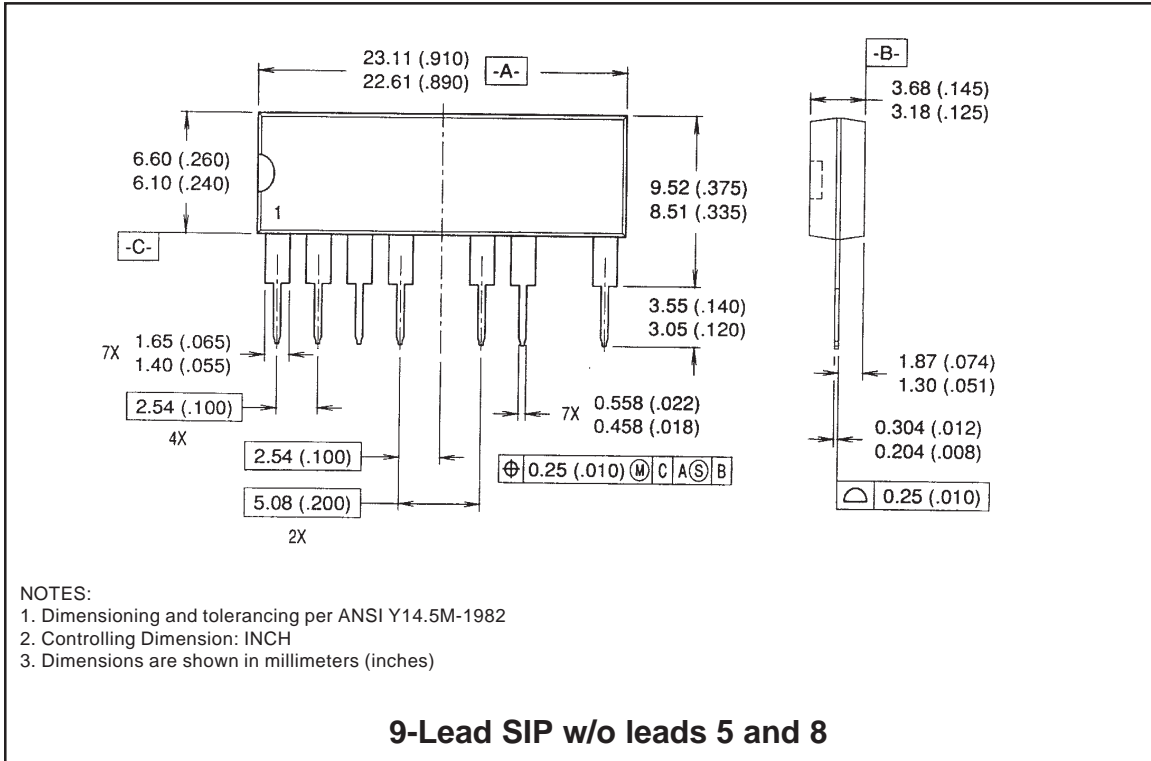 23.11 (.910)
22.61 (.890)
-A-
-B-
3.68 (.145)
3.18 (.125)
6.60 (.260)
6.10 (.240)
9.52 (.375)
8.51 (.335)
1
-C-
3.55 (.140)
3.05 (.120)
7X 1.65 (.065)
1.40 (.055)
1.87 (.074)
1.30 (.051)
2.54 (.100)
4X
7X 0.558 (.022)
0.458 (.018)
0.304 (.012)
0.204 (.008)
2.54 (.100)
⌖ 0.25 (.010) Ⓜ C A Ⓢ B
5.08 (.200)
2X
⌓ 0.25 (.010)
NOTES:
1. Dimensioning and tolerancing per ANSI Y14.5M-1982
2. Controlling Dimension: INCH
3. Dimensions are shown in millimeters (inches)
9-Lead SIP w/o leads 5 and 8